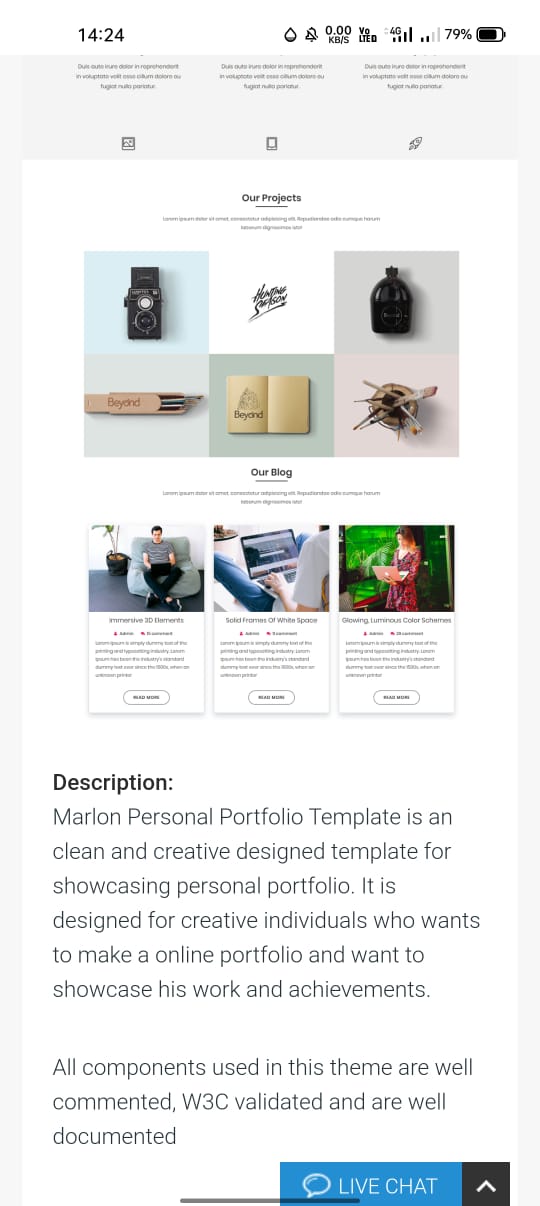 14:24
0.00 KB/S Vo LTE 4G 79%
Duis aute irure dolor in reprehenderit Duis aute irure dolor in reprehenderit Duis aute irure dolor in reprehenderit
in voluptate velit esse cillum dolore eu in voluptate velit esse cillum dolore eu in voluptate velit esse cillum dolore eu
fugiat nulla pariatur. fugiat nulla pariatur. fugiat nulla pariatur.
Our Projects
Lorem ipsum dolor sit amet, consectetur adipisicing elit. Repudiandae odio cumque harum
laborum dignissimos iste!
HUNTING
SEASON
Beyond
Beyond
Beyond
Our Blog
Lorem ipsum dolor sit amet, consectetur adipisicing elit. Repudiandae odio cumque harum
laborum dignissimos iste!
Immersive 3D Elements
Admin 15 comment
Lorem Ipsum is simply dummy text of the
printing and typesetting industry. Lorem
Ipsum has been the industry's standard
dummy text ever since the 1500s, when an
unknown printer
READ MORE
Solid Frames Of White Space
Admin comment
Lorem Ipsum is simply dummy text of the
printing and typesetting industry. Lorem
Ipsum has been the industry's standard
dummy text ever since the 1500s, when an
unknown printer
READ MORE
Glowing, Luminous Color Schemes
Admin comment
Lorem Ipsum is simply dummy text of the
printing and typesetting industry. Lorem
Ipsum has been the industry's standard
dummy text ever since the 1500s, when an
unknown printer
READ MORE
Description:
Marlon Personal Portfolio Template is an
clean and creative designed template for
showcasing personal portfolio. It is
designed for creative individuals who wants
to make a online portfolio and want to
showcase his work and achievements.
All components used in this theme are well
commented, W3C validated and are well
documented
LIVE CHAT